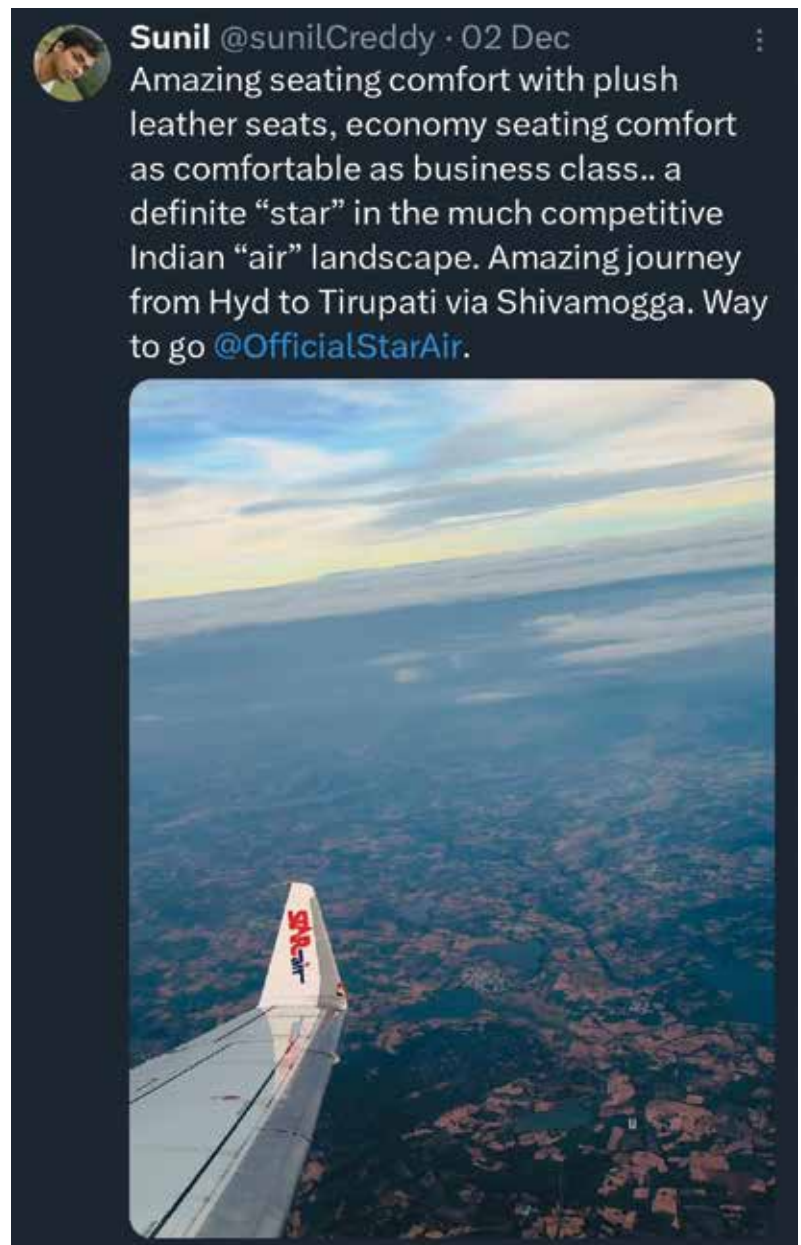 Sunil @sunilCreddy · 02 Dec
Amazing seating comfort with plush
leather seats, economy seating comfort
as comfortable as business class.. a
definite “star” in the much competitive
Indian “air” landscape. Amazing journey
from Hyd to Tirupati via Shivamogga. Way
to go @OfficialStarAir.
STAR air